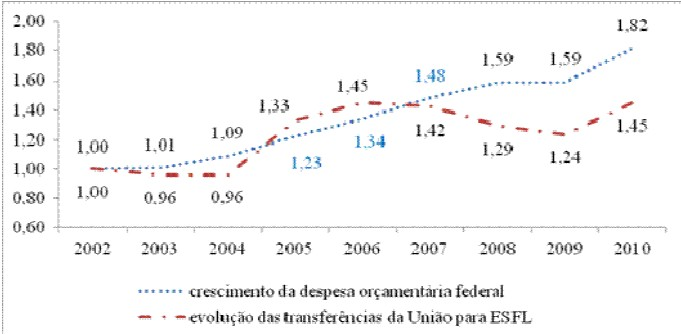 2,00
1,80
1,60
1,40
1,20
1,00
0,80
0,60
1,00 1,01 1,09 1,33 1,45 1,48 1,59 1,59 1,82
1,00 0,96 0,96 1,23 1,34 1,42 1,29 1,24 1,45
2002 2003 2004 2005 2006 2007 2008 2009 2010
crescimento da despesa orçamentária federal
evolução das transferências da União para ESFL